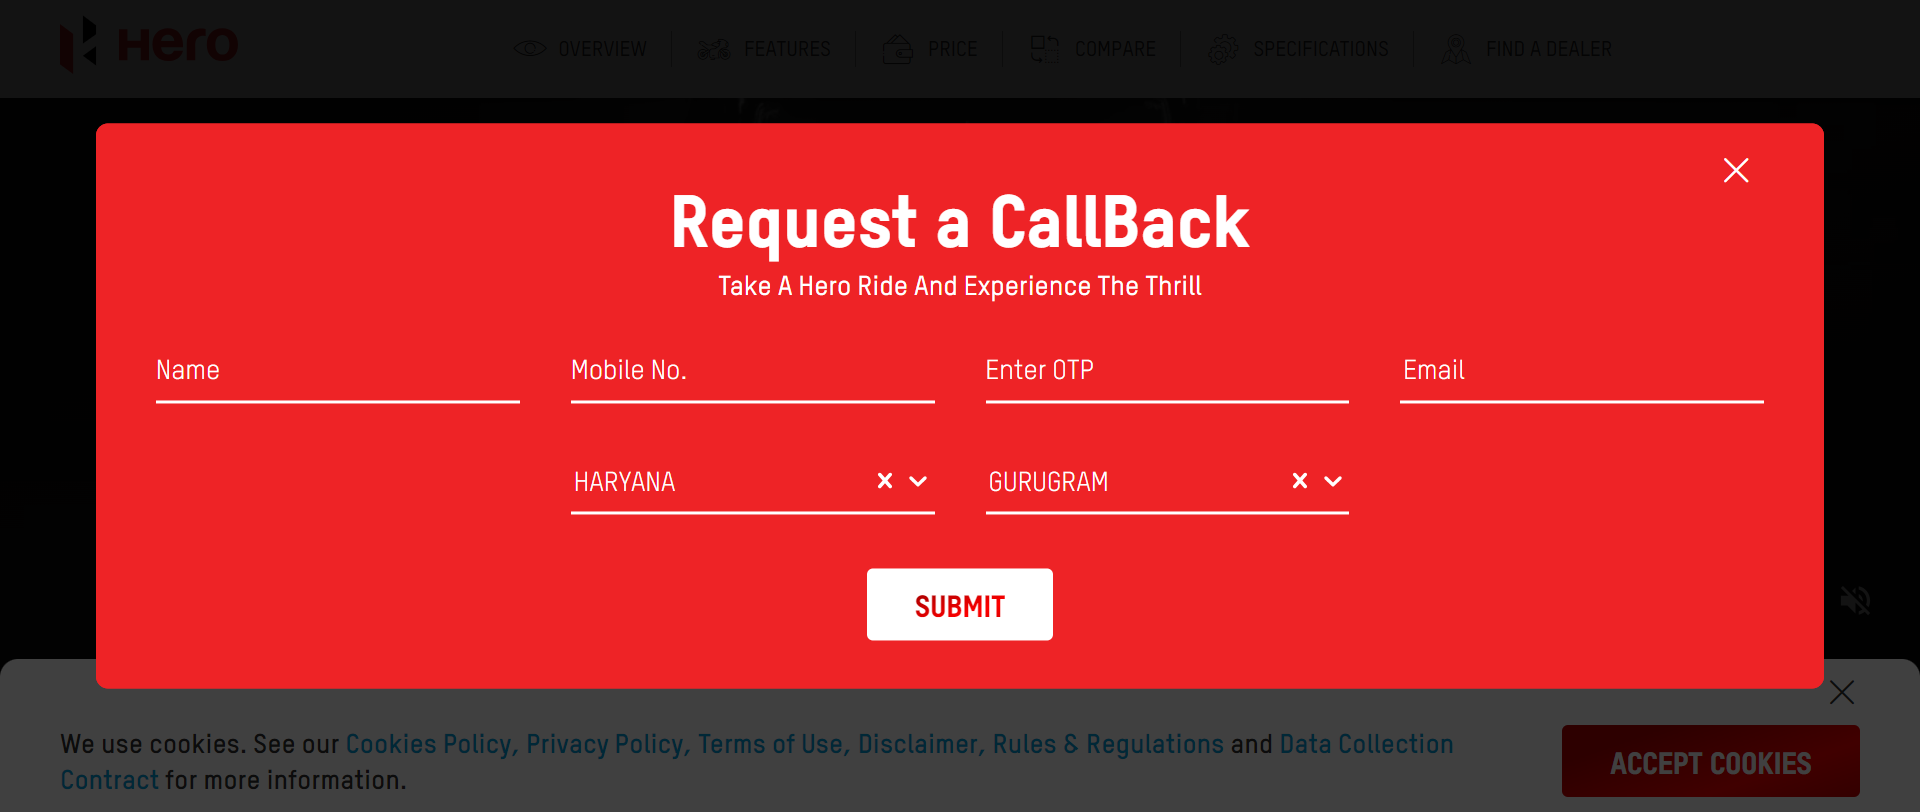 Hero
OVERVIEW
FEATURES
PRICE
COMPARE
SPECIFICATIONS
FIND A DEALER
Request a CallBack
Take A Hero Ride And Experience The Thrill
Name
Mobile No.
Enter OTP
Email
HARYANA
GURUGRAM
SUBMIT
We use cookies. See our Cookies Policy, Privacy Policy, Terms of Use, Disclaimer, Rules & Regulations and Data Collection
Contract for more information.
ACCEPT COOKIES